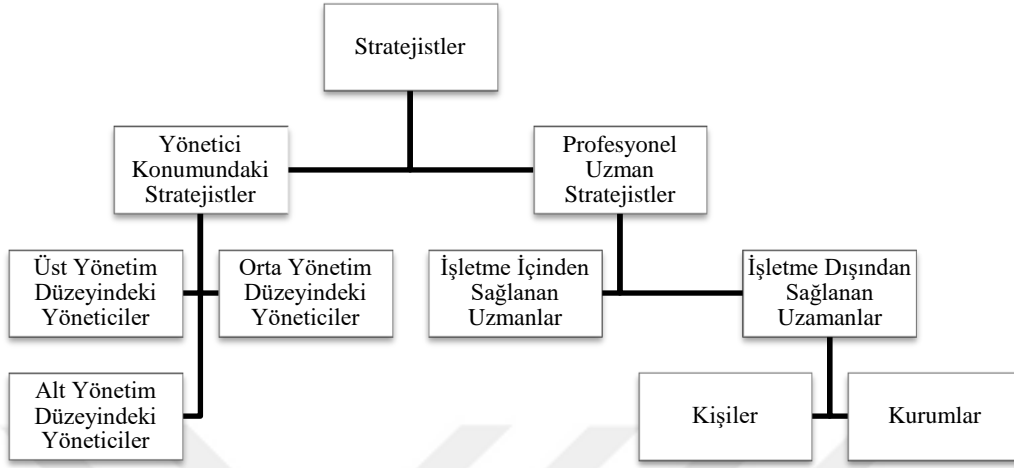 Stratejistler
Yönetici
Konumundaki
Stratejistler
Profesyonel
Uzman
Stratejistler
Üst Yönetim
Düzeyindeki
Yöneticiler
Orta Yönetim
Düzeyindeki
Yöneticiler
İşletme İçinden
Sağlanan
Uzmanlar
İşletme Dışından
Sağlanan
Uzamanlar
Alt Yönetim
Düzeyindeki
Yöneticiler
Kişiler
Kurumlar